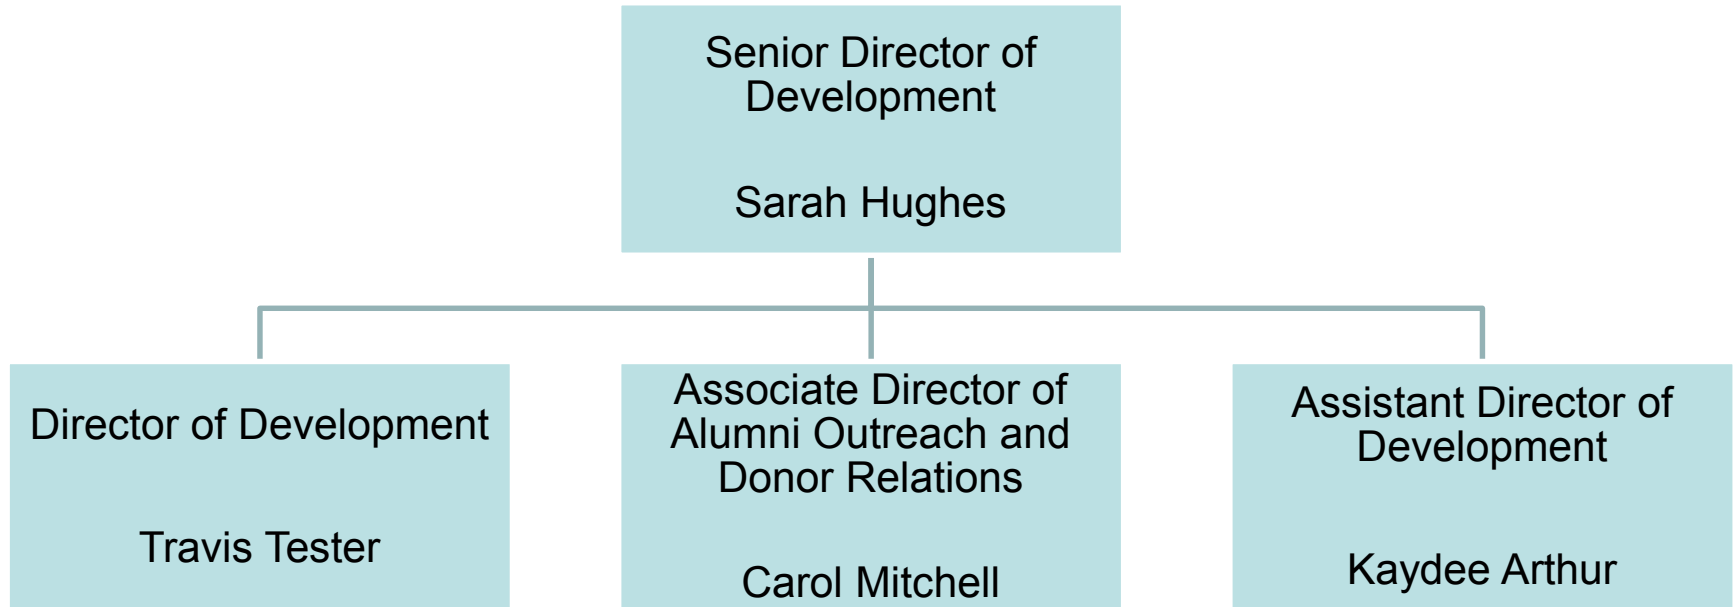 Senior Director of
Development
Sarah Hughes
Director of Development
Travis Tester
Associate Director of
Alumni Outreach and
Donor Relations
Carol Mitchell
Assistant Director of
Development
Kaydee Arthur